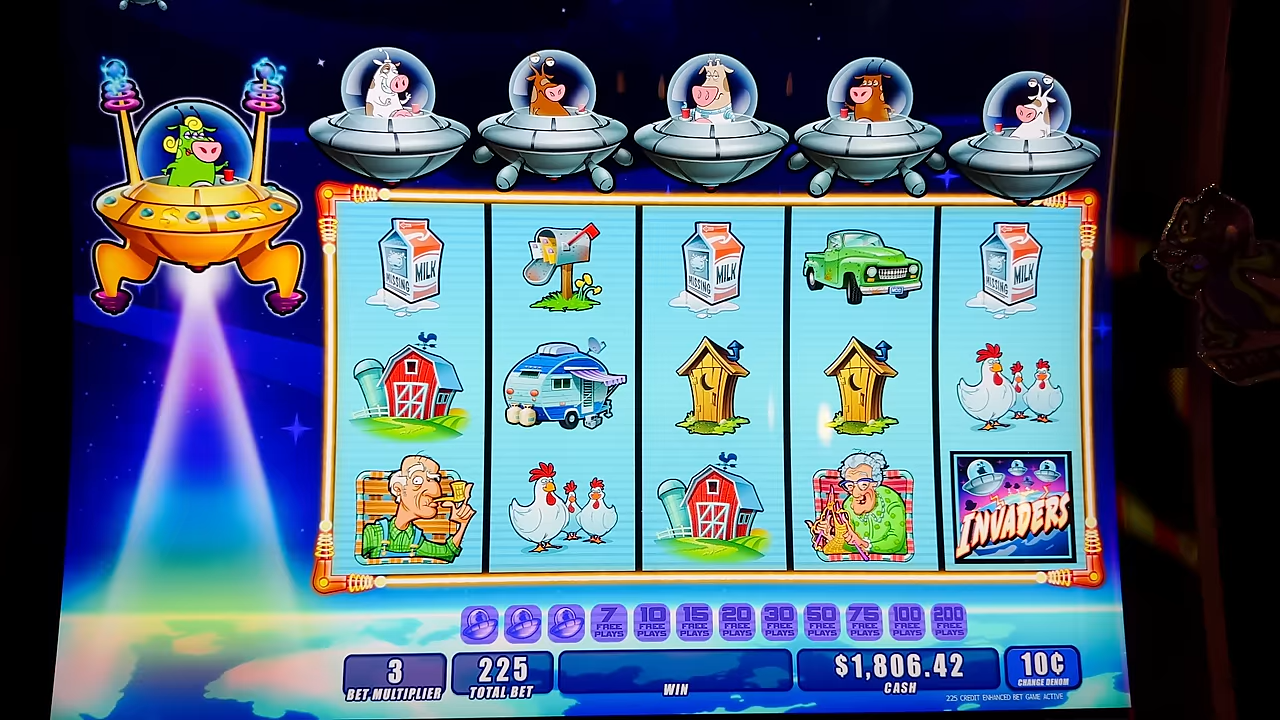 MILK
MISSING
MILK
MISSING
MILK
MISSING
INVADERS
7 FREE PLAYS
10 FREE PLAYS
15 FREE PLAYS
20 FREE PLAYS
30 FREE PLAYS
50 FREE PLAYS
75 FREE PLAYS
100 FREE PLAYS
200 FREE PLAYS
3
BET MULTIPLIER
225
TOTAL BET
WIN
$1,806.42
CASH
10¢
CHANGE DENOM
225 CREDIT ENHANCED BET GAME ACTIVE